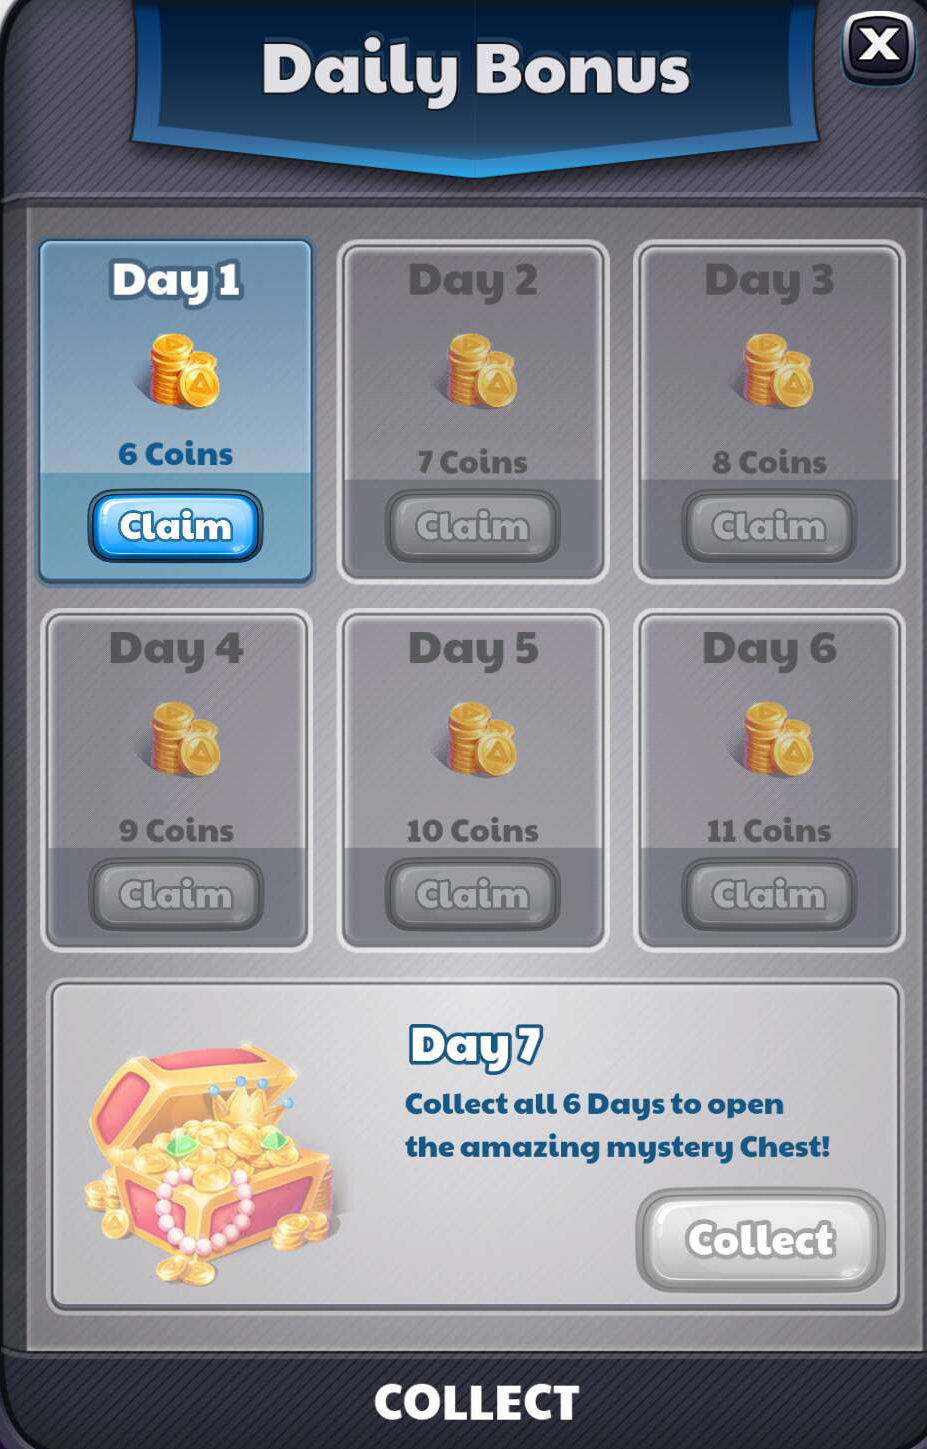 Daily Bonus
X
Day 1
6 Coins
Claim
Day 2
7 Coins
Claim
Day 3
8 Coins
Claim
Day 4
9 Coins
Claim
Day 5
10 Coins
Claim
Day 6
11 Coins
Claim
Day 7
Collect all 6 Days to open
the amazing mystery Chest!
Collect
COLLECT